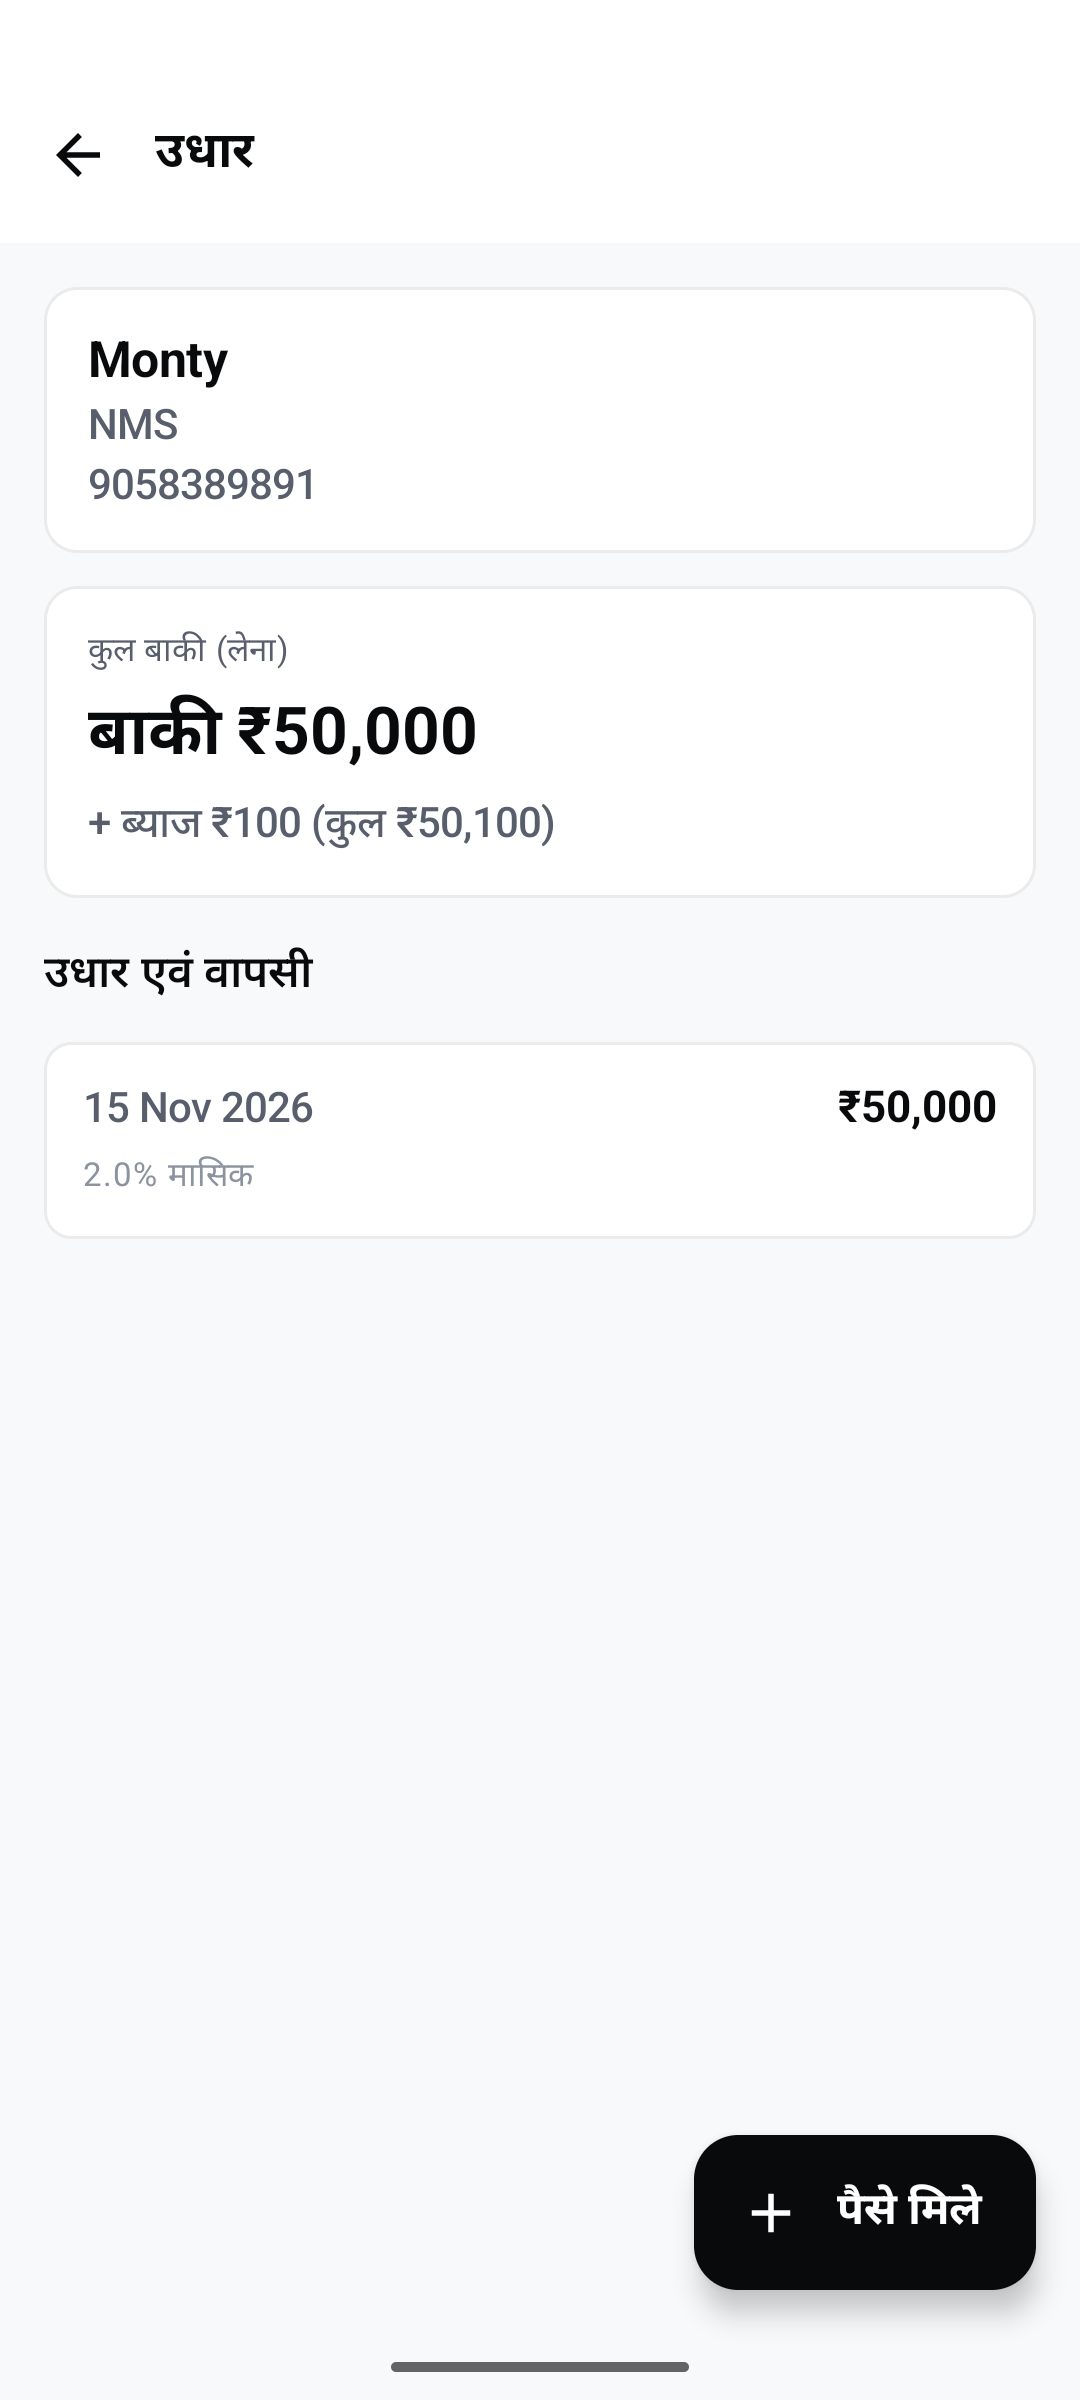 उधार
Monty
NMS
9058389891
कुल बाकी (लेना)
बाकी ₹50,000
+ ब्याज ₹100 (कुल ₹50,100)
उधार एवं वापसी
15 Nov 2026 ₹50,000
2.0% मासिक
+ पैसे मिले